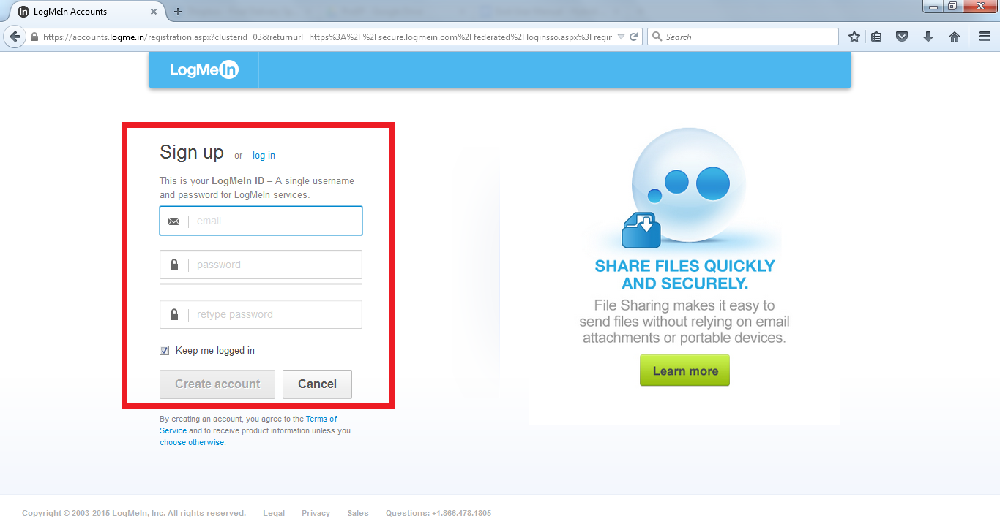 LogMeIn Accounts
https://accounts.logme.in/registration.aspx?clusterid=03&returnurl=https%3A%2F%2Fsecure.logmein.com%2Ffederated%2Floginsso.aspx%3Fregin
Search
LogMeIn
Sign up or log in
This is your LogMeIn ID – A single username
and password for LogMeIn services.
email
password
retype password
Keep me logged in
Create account Cancel
By creating an account, you agree to the Terms of
Service and to receive product information unless you
choose otherwise.
SHARE FILES QUICKLY
AND SECURELY.
File Sharing makes it easy to
send files without relying on email
attachments or portable devices.
Learn more
Copyright © 2003-2015 LogMeIn, Inc. All rights reserved. Legal Privacy Sales Questions: +1.866.478.1805